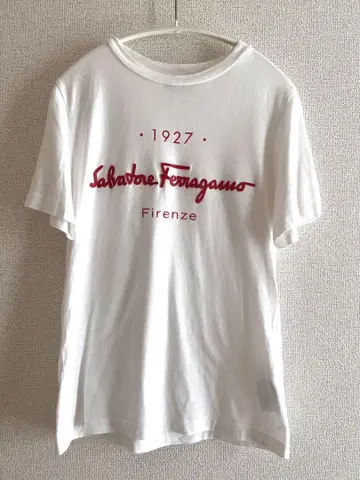 • 1927 •
Salvatore Ferragamo
Firenze